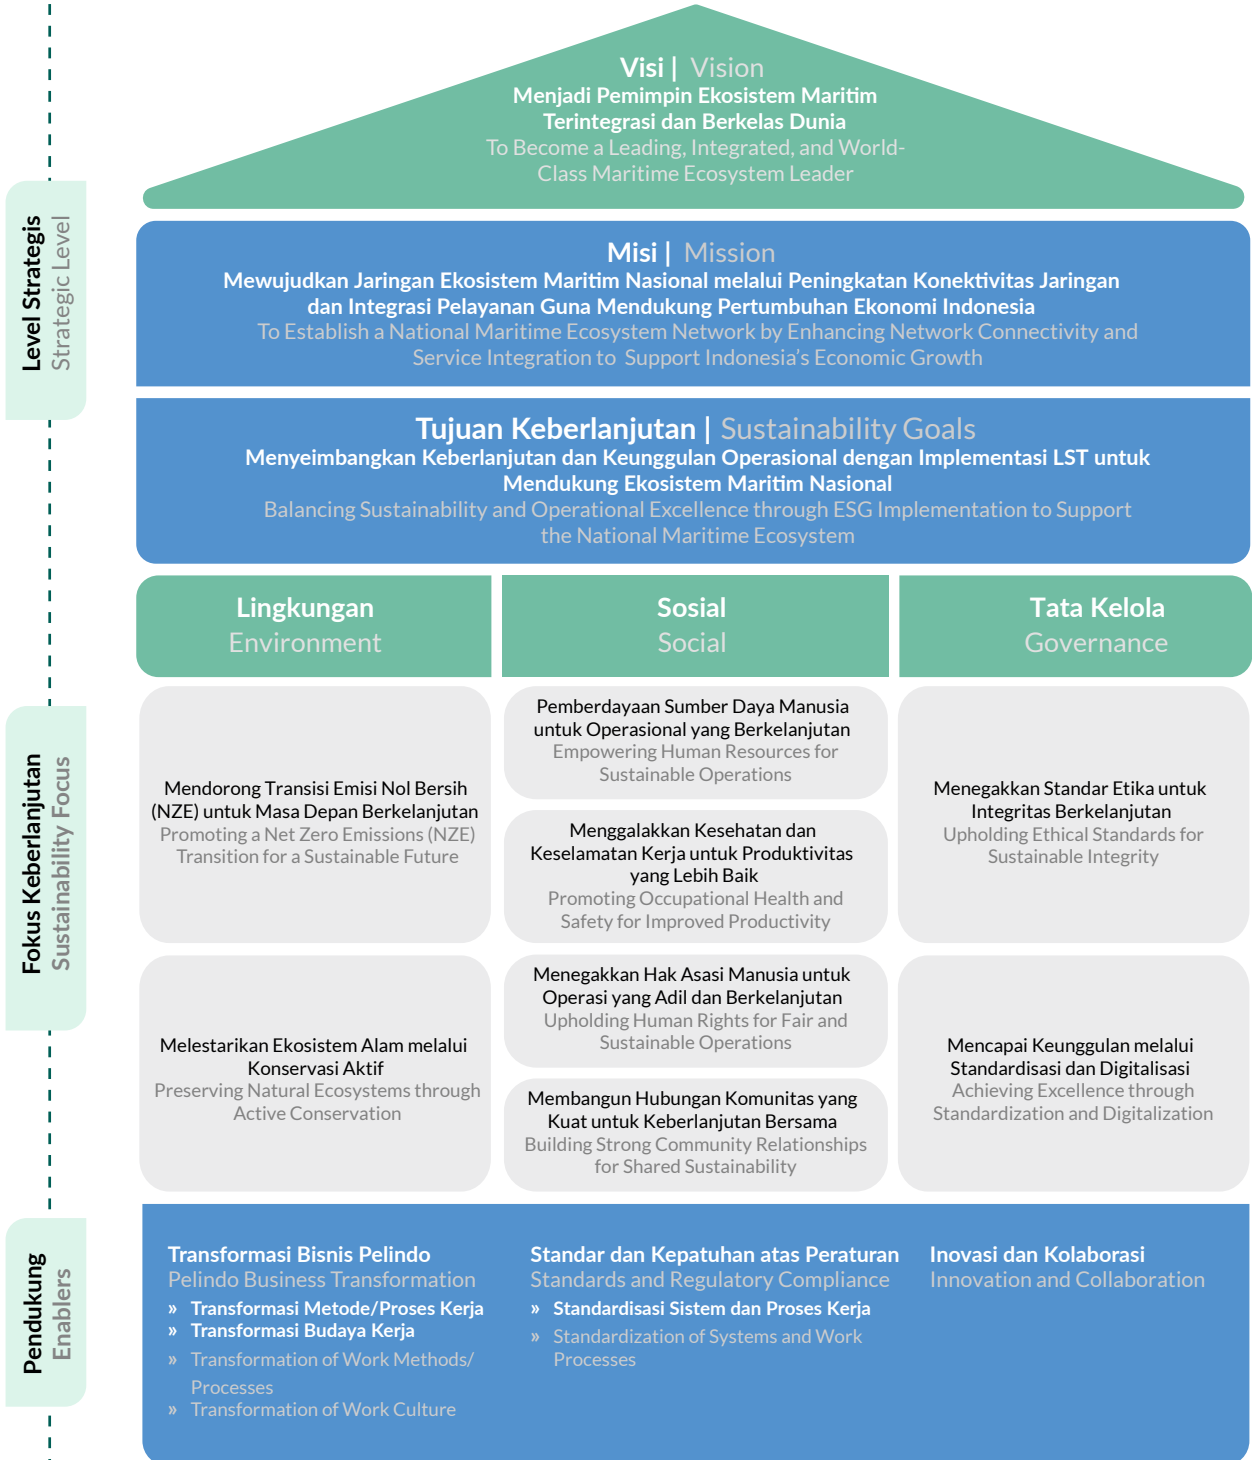 Visi | Vision
Menjadi Pemimpin Ekosistem Maritim
Terintegrasi dan Berkelas Dunia
To Become a Leading, Integrated, and World-
Class Maritime Ecosystem Leader
Level Strategis
Strategic Level
Misi | Mission
Mewujudkan Jaringan Ekosistem Maritim Nasional melalui Peningkatan Konektivitas Jaringan
dan Integrasi Pelayanan Guna Mendukung Pertumbuhan Ekonomi Indonesia
To Establish a National Maritime Ecosystem Network by Enhancing Network Connectivity and
Service Integration to Support Indonesia's Economic Growth
Tujuan Keberlanjutan | Sustainability Goals
Menyeimbangkan Keberlanjutan dan Keunggulan Operasional dengan Implementasi LST untuk
Mendukung Ekosistem Maritim Nasional
Balancing Sustainability and Operational Excellence through ESG Implementation to Support
the National Maritime Ecosystem
Fokus Keberlanjutan
Sustainability Focus
Lingkungan
Environment
Mendorong Transisi Emisi Nol Bersih
(NZE) untuk Masa Depan Berkelanjutan
Promoting a Net Zero Emissions (NZE)
Transition for a Sustainable Future
Melestarikan Ekosistem Alam melalui
Konservasi Aktif
Preserving Natural Ecosystems through
Active Conservation
Sosial
Social
Pemberdayaan Sumber Daya Manusia
untuk Operasional yang Berkelanjutan
Empowering Human Resources for
Sustainable Operations
Menggalakkan Kesehatan dan
Keselamatan Kerja untuk Produktivitas
yang Lebih Baik
Promoting Occupational Health and
Safety for Improved Productivity
Menegakkan Hak Asasi Manusia untuk
Operasi yang Adil dan Berkelanjutan
Upholding Human Rights for Fair and
Sustainable Operations
Membangun Hubungan Komunitas yang
Kuat untuk Keberlanjutan Bersama
Building Strong Community Relationships
for Shared Sustainability
Tata Kelola
Governance
Menegakkan Standar Etika untuk
Integritas Berkelanjutan
Upholding Ethical Standards for
Sustainable Integrity
Mencapai Keunggulan melalui
Standardisasi dan Digitalisasi
Achieving Excellence through
Standardization and Digitalization
Pendukung
Enablers
Transformasi Bisnis Pelindo
Pelindo Business Transformation
» Transformasi Metode/Proses Kerja
» Transformasi Budaya Kerja
» Transformation of Work Methods/
Processes
» Transformation of Work Culture
Standar dan Kepatuhan atas Peraturan
Standards and Regulatory Compliance
» Standardisasi Sistem dan Proses Kerja
» Standardization of Systems and Work
Processes
Inovasi dan Kolaborasi
Innovation and Collaboration